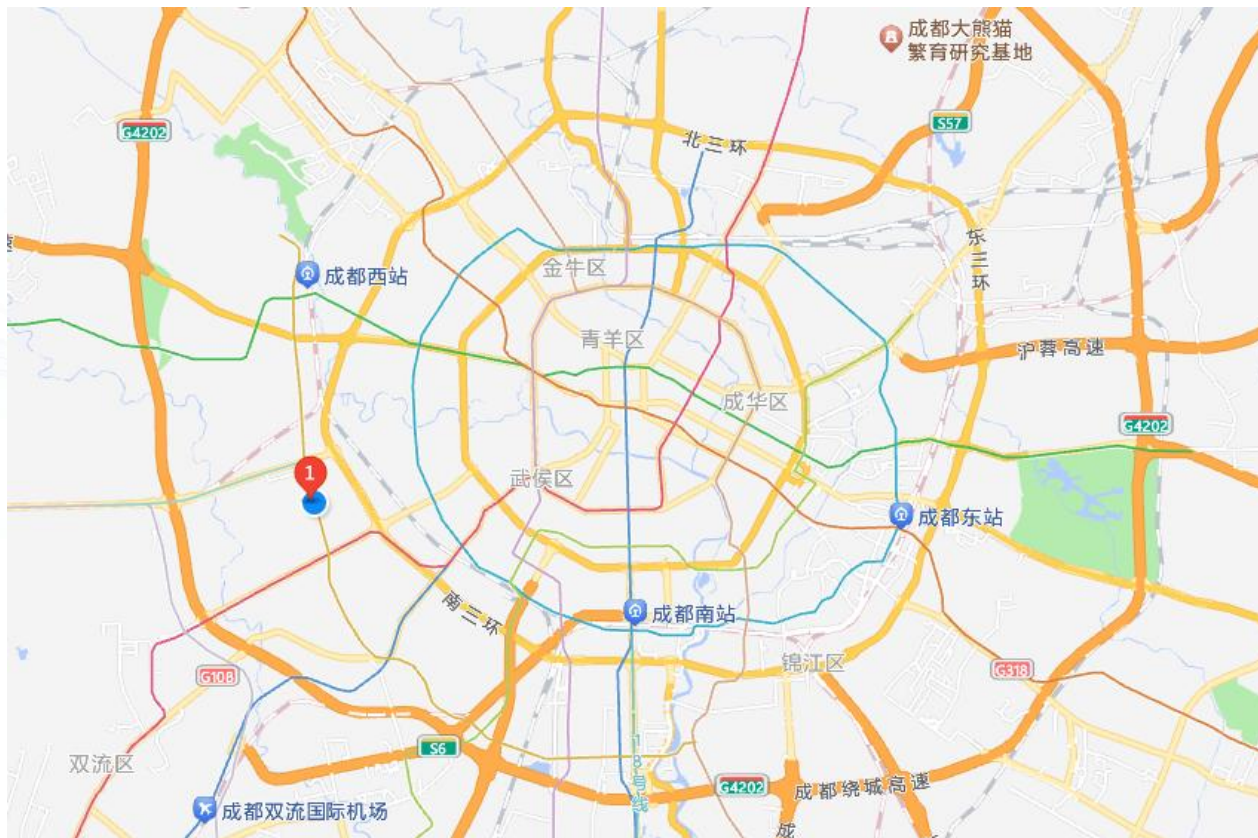 成都大熊猫
繁育研究基地
G4202
S57
北三环
东三环
速
金牛区
成都西站
青羊区
沪蓉高速
成华区
G4202
1
武侯区
成都东站
南三环
成都南站
锦江区
G318
G108
18号线
S6
双流区
G4202
成都绕城高速
成都双流国际机场
成